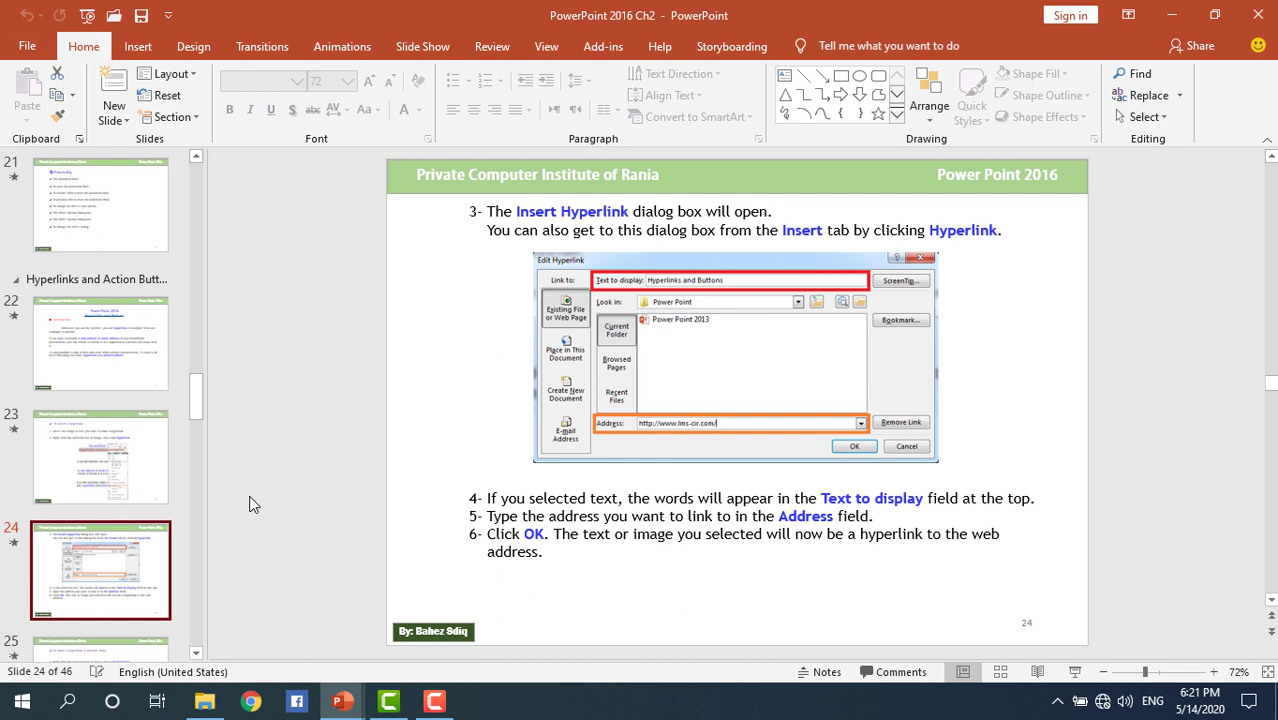 PowerPoint 2016 Ch2 - PowerPoint
Sign in
File Home Insert Design Transitions Animations Slide Show Review View Add-ins Help Storyboarding Tell me what you want to do Share
Paste
New Slide
Layout
Reset
Section
72
Text Direction
Align Text
Convert to SmartArt
Arrange
Quick Styles
Shape Fill
Shape Outline
Shape Effects
Find
Replace
Select
Clipboard Slides Font Paragraph Drawing Editing
21
Hyperlinks and Action Butt...
22
23
24
25
Private Computer Institute of Rania Power Point 2016
3- The Insert Hyperlink dialog box will open.
You can also get to this dialog box from the Insert tab by clicking Hyperlink.
Edit Hyperlink
Link to: Text to display: Hyperlinks and Buttons ScreenTip...
Existing File or Web Page
Look in: Power Point
Current Folder
Power Point 2013
Bookmark...
Place in This Document
Browsed Pages
Create New Document
Recent Files
E-mail Address
Address: http://www.lms-cir.com/
Remove Link
OK Cancel
4- If you selected text, the words will appear in the Text to display field at the top.
5- Type the address you want to link to in the Address field.
6- Click OK. The text or image you selected will now be a hyperlink to the web
address.
By: Bahez Sdiq
24
Slide 24 of 46 English (United States) Notes Comments 72%
ENG
6:21 PM
5/14/2020